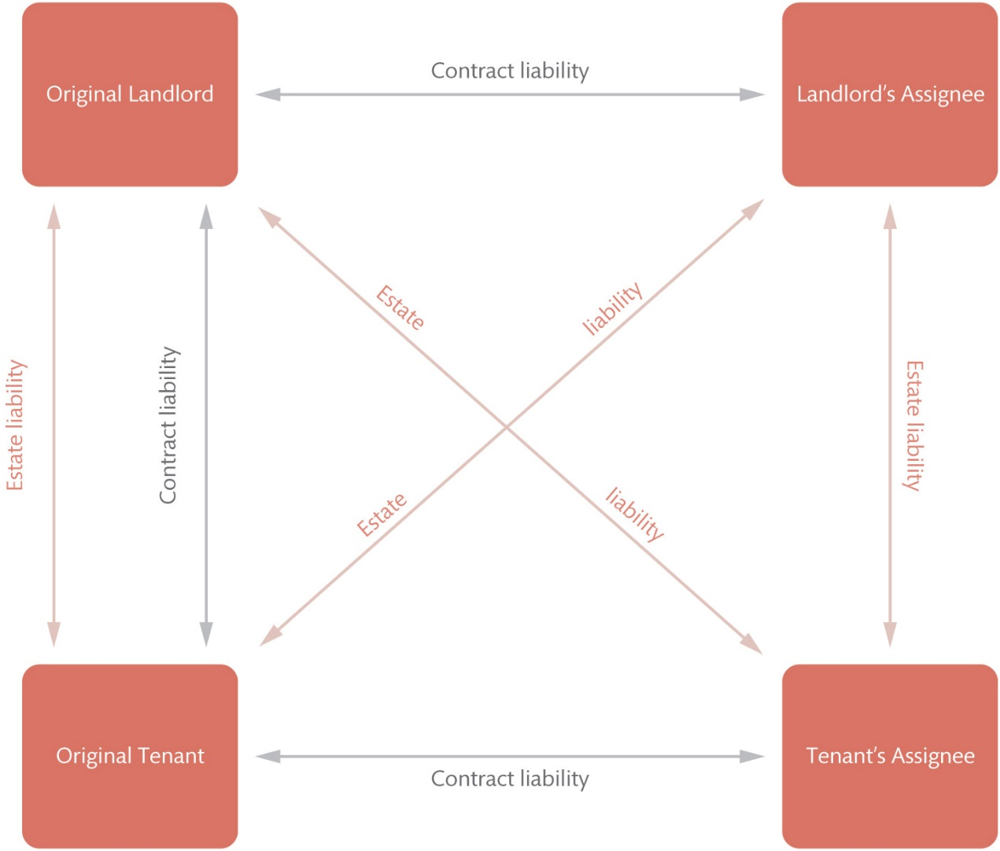 Original Landlord
Contract liability
Landlord's Assignee
Estate liability
Contract liability
Estate liability
Estate liability
Estate liability
Original Tenant
Contract liability
Tenant's Assignee